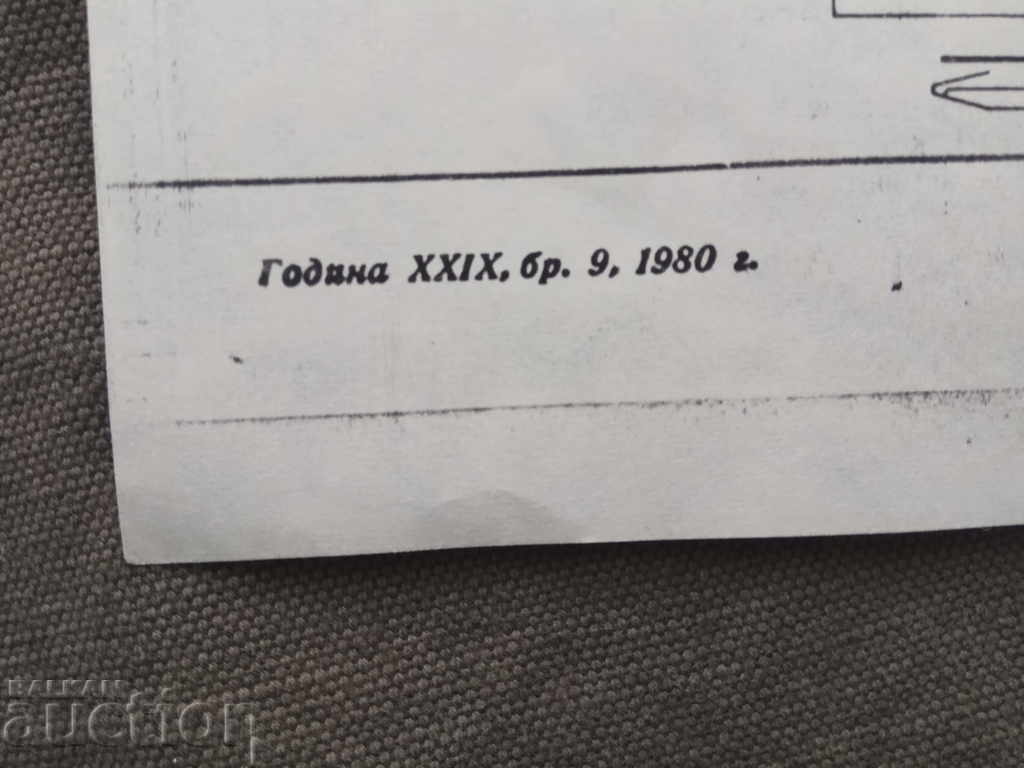 Година XXIX, бр. 9, 1980 г.
BALKAN
auction